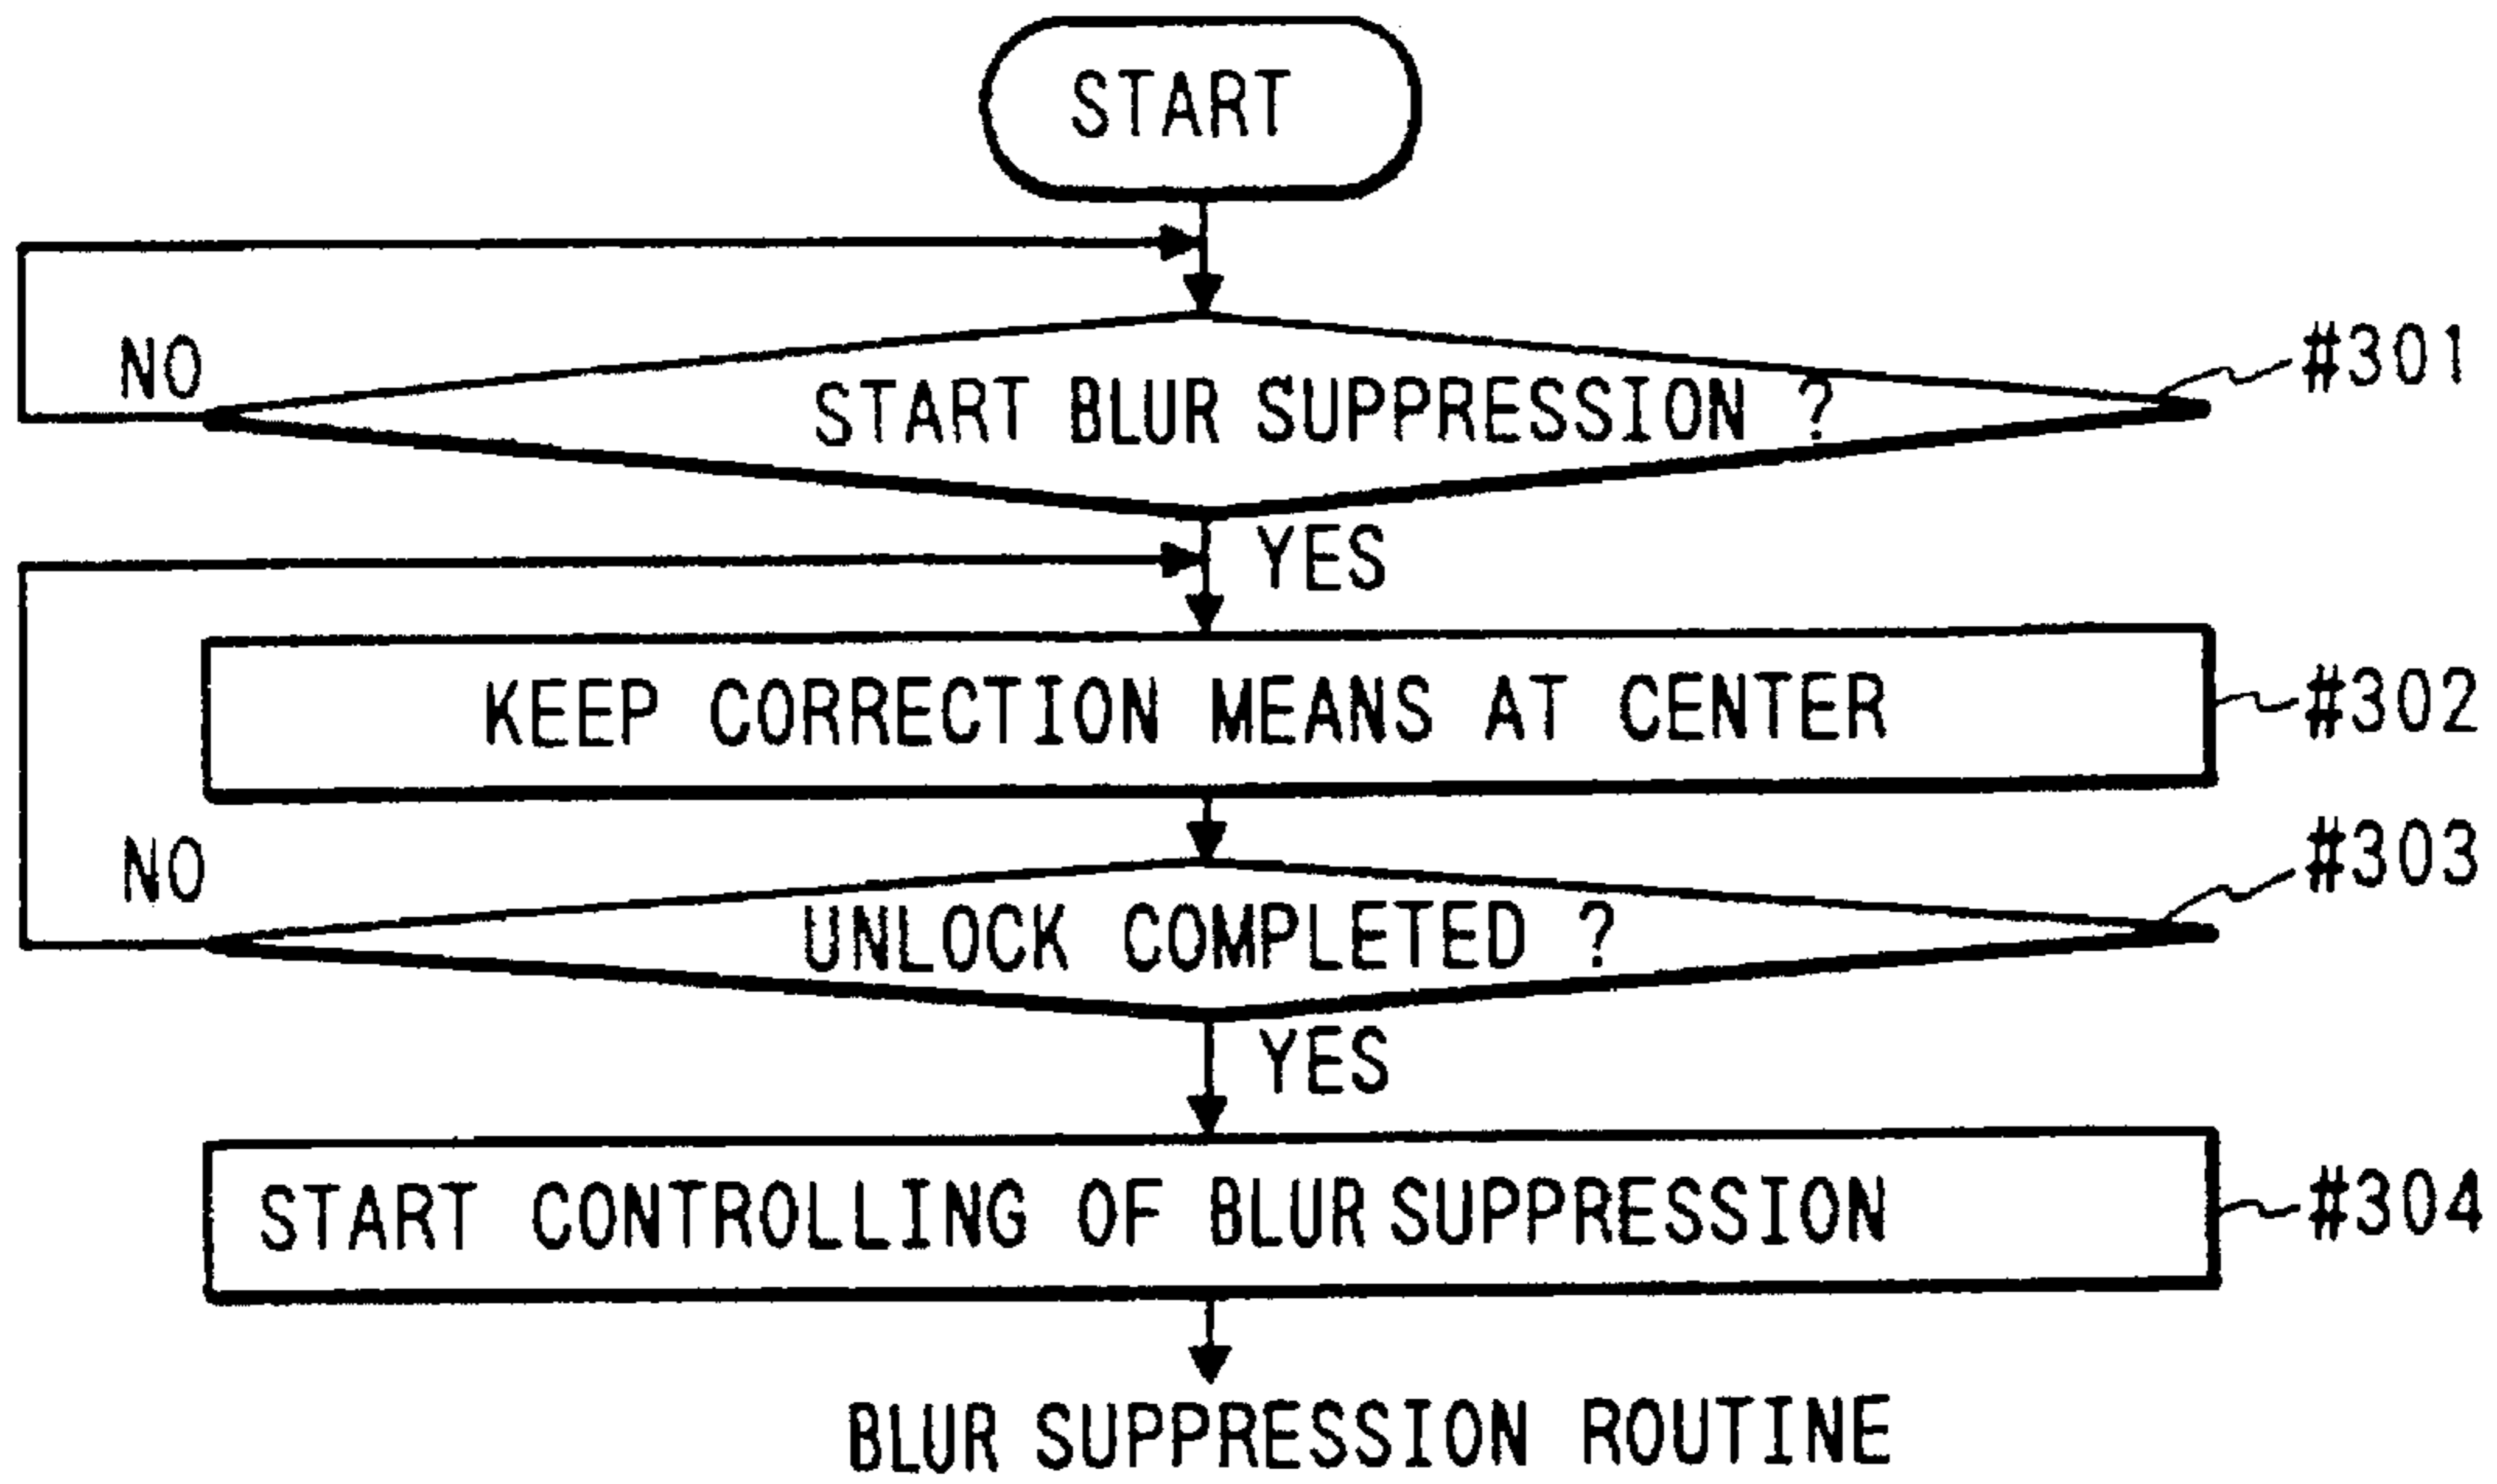 START
NO
START BLUR SUPPRESSION ?
#301
YES
KEEP CORRECTION MEANS AT CENTER
#302
NO
UNLOCK COMPLETED ?
#303
YES
START CONTROLLING OF BLUR SUPPRESSION
#304
BLUR SUPPRESSION ROUTINE